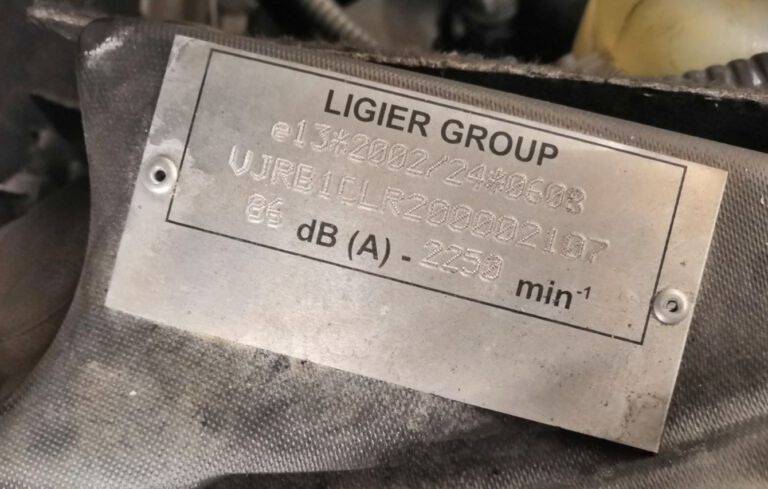 LIGIER GROUP
e13*2002/24*0608
VJRB1CLR200002107
86 dB (A) - 2250 min-1